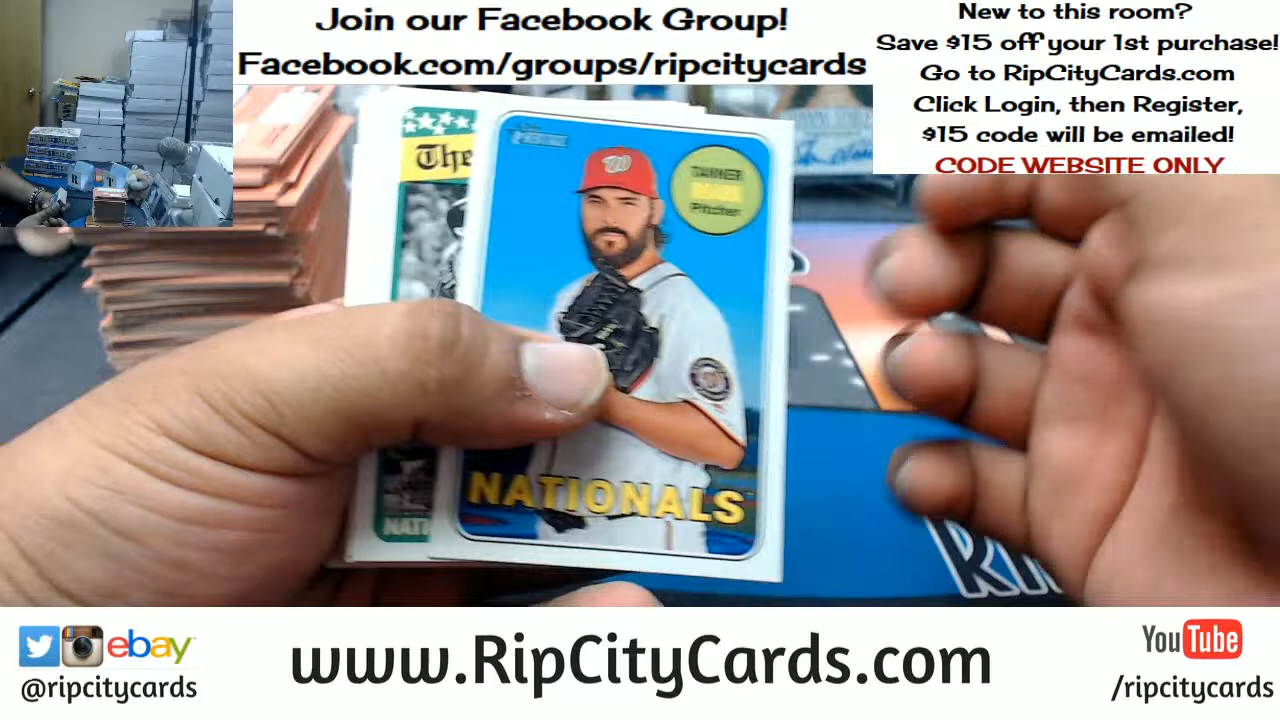 Join our Facebook Group!
Facebook.com/groups/ripcitycards
New to this room?
Save $15 off your 1st purchase!
Go to RipCityCards.com
Click Login, then Register,
$15 code will be emailed!
CODE WEBSITE ONLY
The
TANNER
Pitcher
NATIONALS
NATI
ebay
@ripcitycards
www.RipCityCards.com
YouTube
/ripcitycards